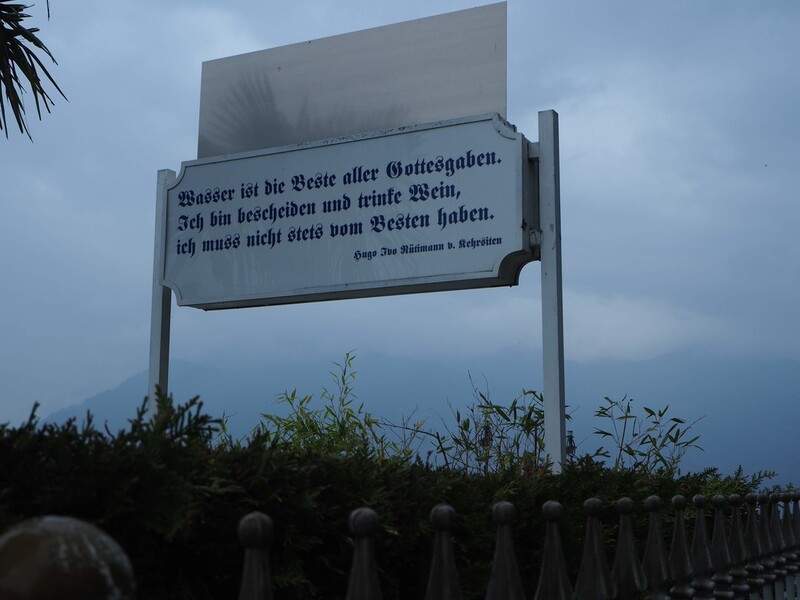 Wasser ist die Beste aller Gottesgaben.
Ich bin bescheiden und trinke Wein,
ich muss nicht stets vom Besten haben.
Hugo Ivo Rütimann v. Kehrsiten